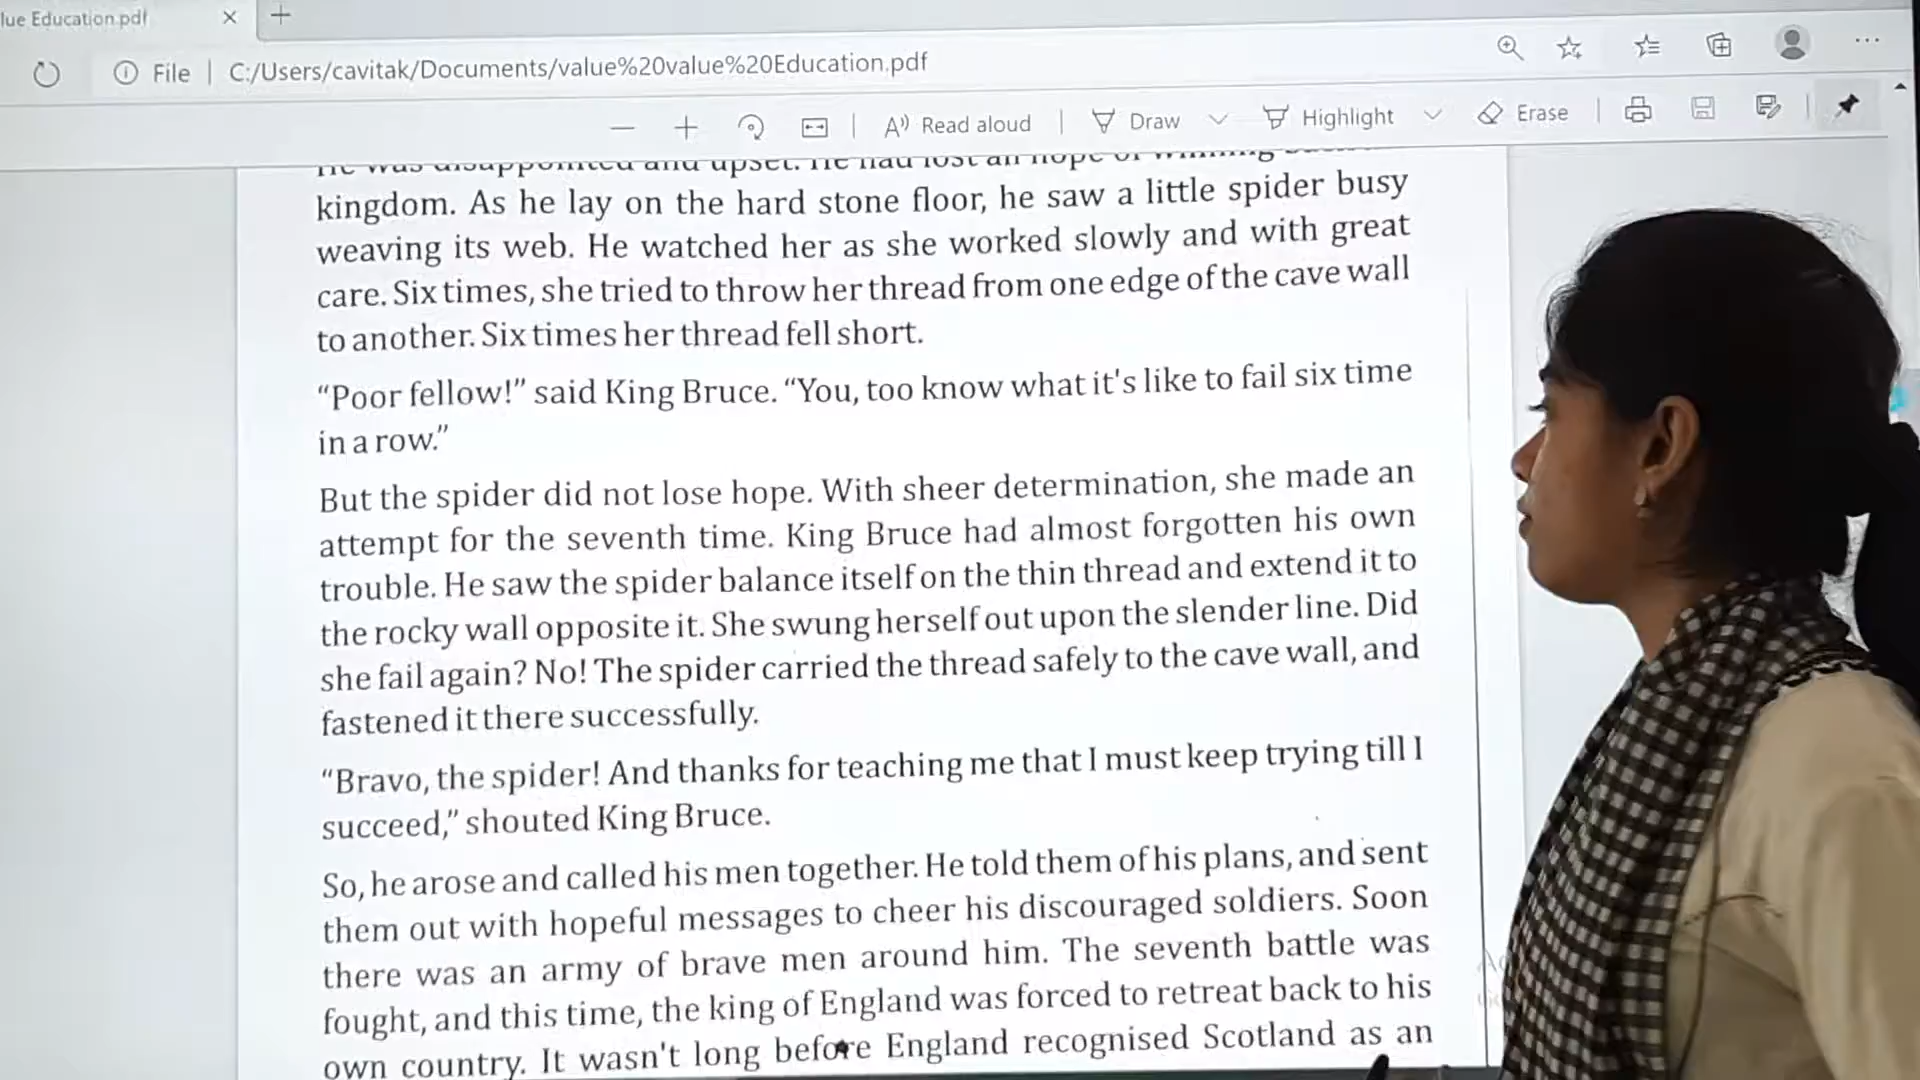 lue Education.pdf
File | C:/Users/cavitak/Documents/value%20value%20Education.pdf
Read aloud Draw Highlight Erase
He was disappointed and upset. He had lost all hope of winning
kingdom. As he lay on the hard stone floor, he saw a little spider busy
weaving its web. He watched her as she worked slowly and with great
care. Six times, she tried to throw her thread from one edge of the cave wall
to another. Six times her thread fell short.
“Poor fellow!” said King Bruce. “You, too know what it's like to fail six time
in a row.”
But the spider did not lose hope. With sheer determination, she made an
attempt for the seventh time. King Bruce had almost forgotten his own
trouble. He saw the spider balance itself on the thin thread and extend it to
the rocky wall opposite it. She swung herself out upon the slender line. Did
she fail again? No! The spider carried the thread safely to the cave wall, and
fastened it there successfully.
“Bravo, the spider! And thanks for teaching me that I must keep trying till I
succeed,” shouted King Bruce.
So, he arose and called his men together. He told them of his plans, and sent
them out with hopeful messages to cheer his discouraged soldiers. Soon
there was an army of brave men around him. The seventh battle was
fought, and this time, the king of England was forced to retreat back to his
own country. It wasn't long before England recognised Scotland as an